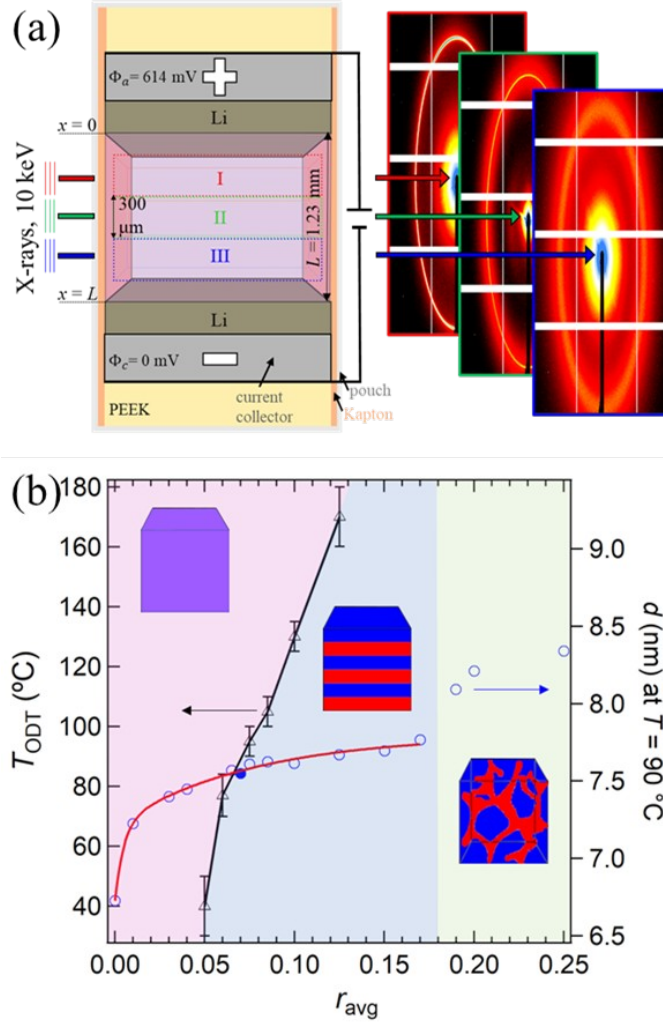 (a)
Φa= 614 mV
Li
x = 0
X-rays, 10 keV
I
300
μm
II
III
L = 1.23 mm
x = L
Li
Φc= 0 mV
current
collector
pouch
Kapton
PEEK
(b)
180
160
140
120
100
80
60
40
TODT (ºC)
9.0
8.5
8.0
7.5
7.0
6.5
d (nm) at T = 90 °C
0.00
0.05
0.10
0.15
0.20
0.25
ravg